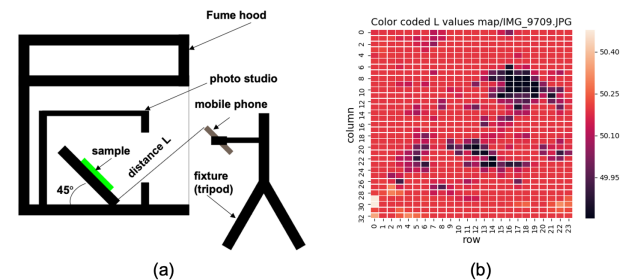 Fume hood
photo studio
mobile phone
sample
distance L
45°
fixture
(tripod)
(a)
Color coded L values map/IMG_9709.JPG
column
0
2
4
6
8
10
12
14
16
18
20
22
24
26
28
30
32
0 1 2 3 4 5 6 7 8 9 10 11 12 13 14 15 16 17 18 19 20 21 22 23
row
50.40
50.25
50.10
49.95
(b)